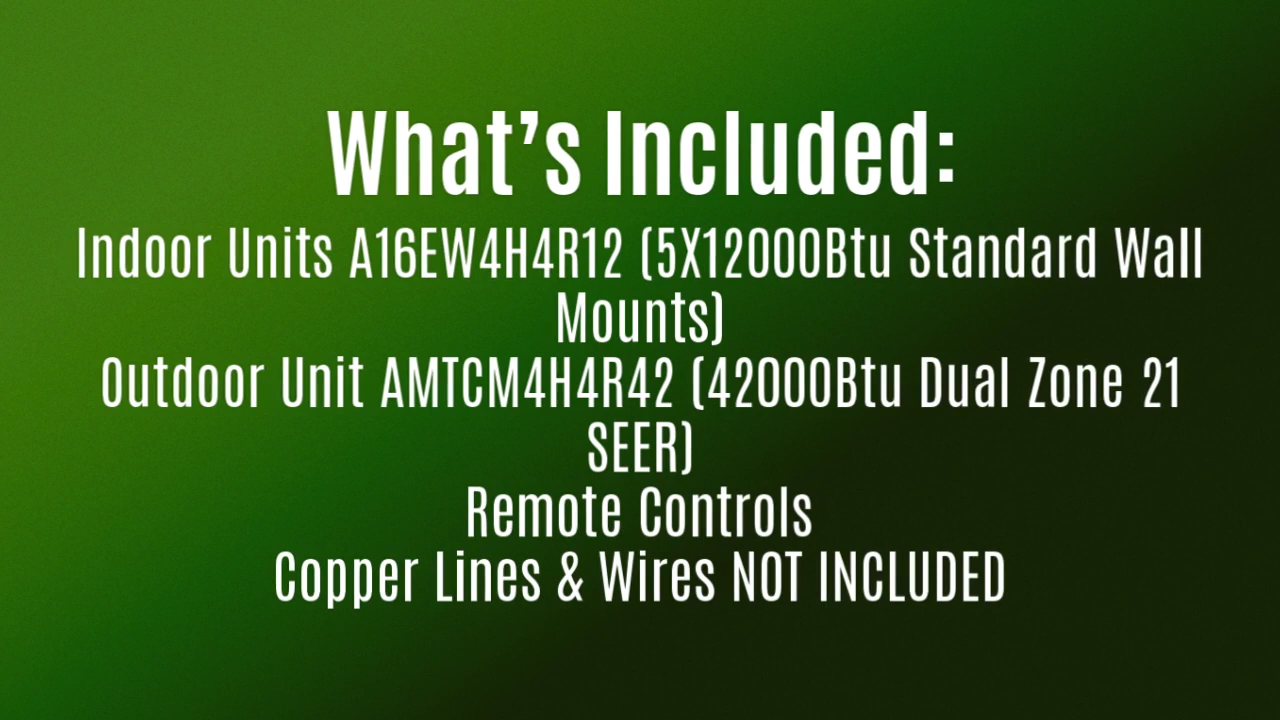 What’s Included:
Indoor Units A16EW4H4R12 (5X12000Btu Standard Wall
Mounts)
Outdoor Unit AMTCM4H4R42 (42000Btu Dual Zone 21
SEER)
Remote Controls
Copper Lines & Wires NOT INCLUDED